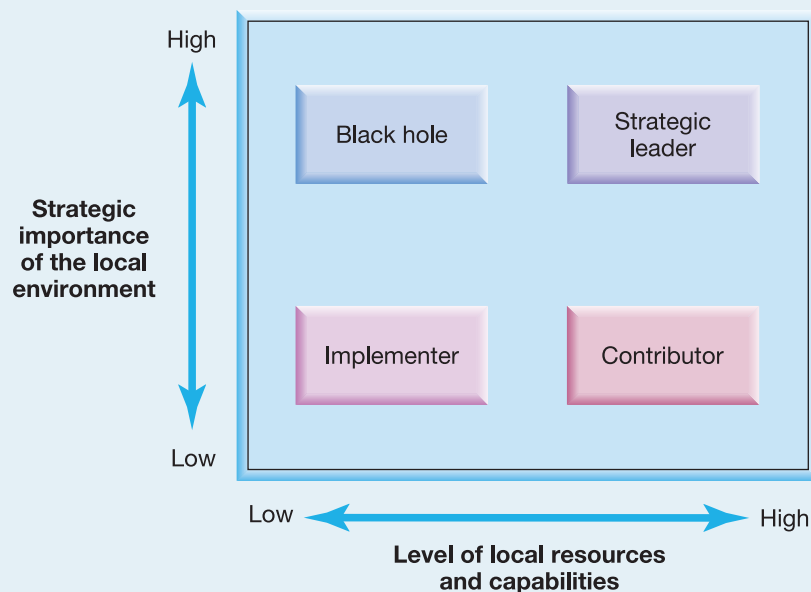 High
Black hole
Strategic
leader
Strategic
importance
of the local
environment
Implementer
Contributor
Low
Low
High
Level of local resources
and capabilities